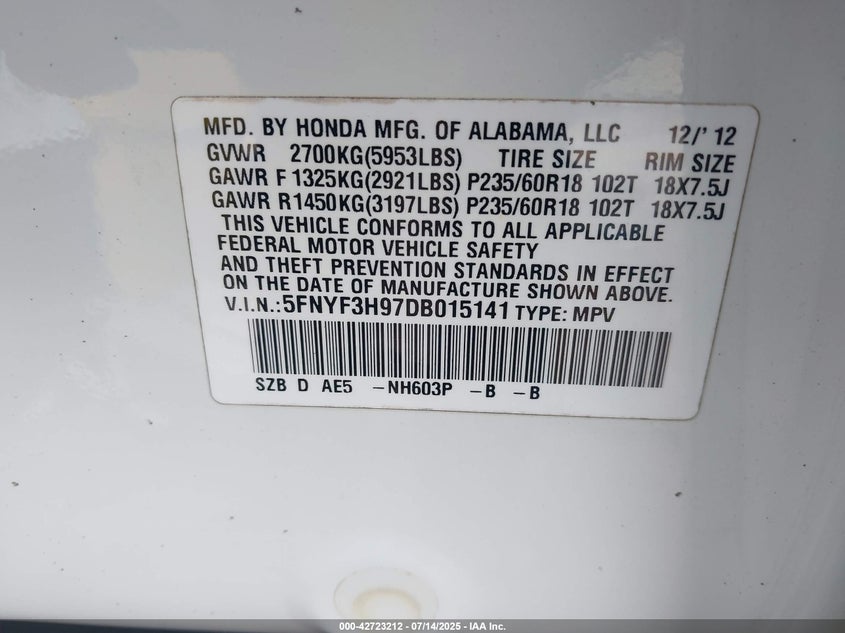 MFD. BY HONDA MFG. OF ALABAMA, LLC 12/' 12
GVWR 2700KG(5953LBS) TIRE SIZE RIM SIZE
GAWR F 1325KG(2921LBS) P235/60R18 102T 18X7.5J
GAWR R1450KG(3197LBS) P235/60R18 102T 18X7.5J
THIS VEHICLE CONFORMS TO ALL APPLICABLE
FEDERAL MOTOR VEHICLE SAFETY
AND THEFT PREVENTION STANDARDS IN EFFECT
ON THE DATE OF MANUFACTURE SHOWN ABOVE.
V.I.N.:5FNYF3H97DB015141 TYPE: MPV
SZB D AE5 -NH603P -B -B
000-42723212 - 07/14/2025 - IAA Inc.